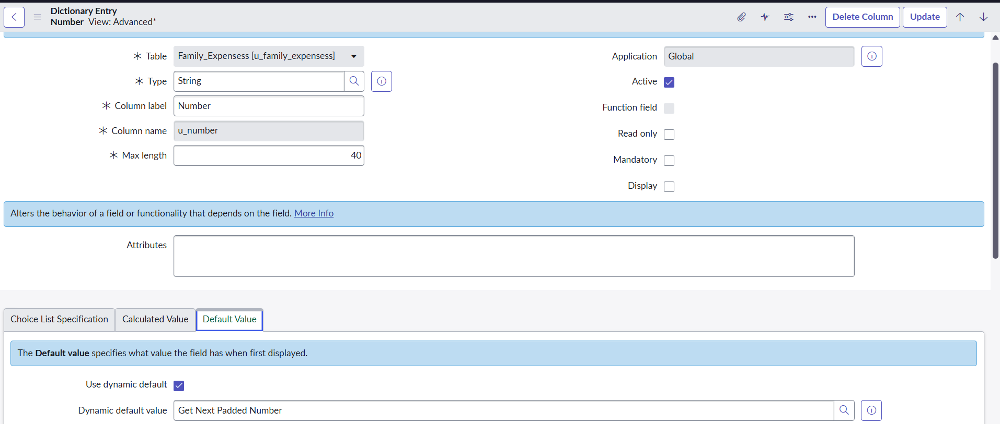 Dictionary Entry
Number View: Advanced*
Delete Column
Update
Table
Family_Expensess [u_family_expensess]
Application
Global
Type
String
Active
Column label
Number
Function field
Column name
u_number
Read only
Max length
40
Mandatory
Display
Alters the behavior of a field or functionality that depends on the field. More Info
Attributes
Choice List Specification
Calculated Value
Default Value
The Default value specifies what value the field has when first displayed.
Use dynamic default
Dynamic default value
Get Next Padded Number